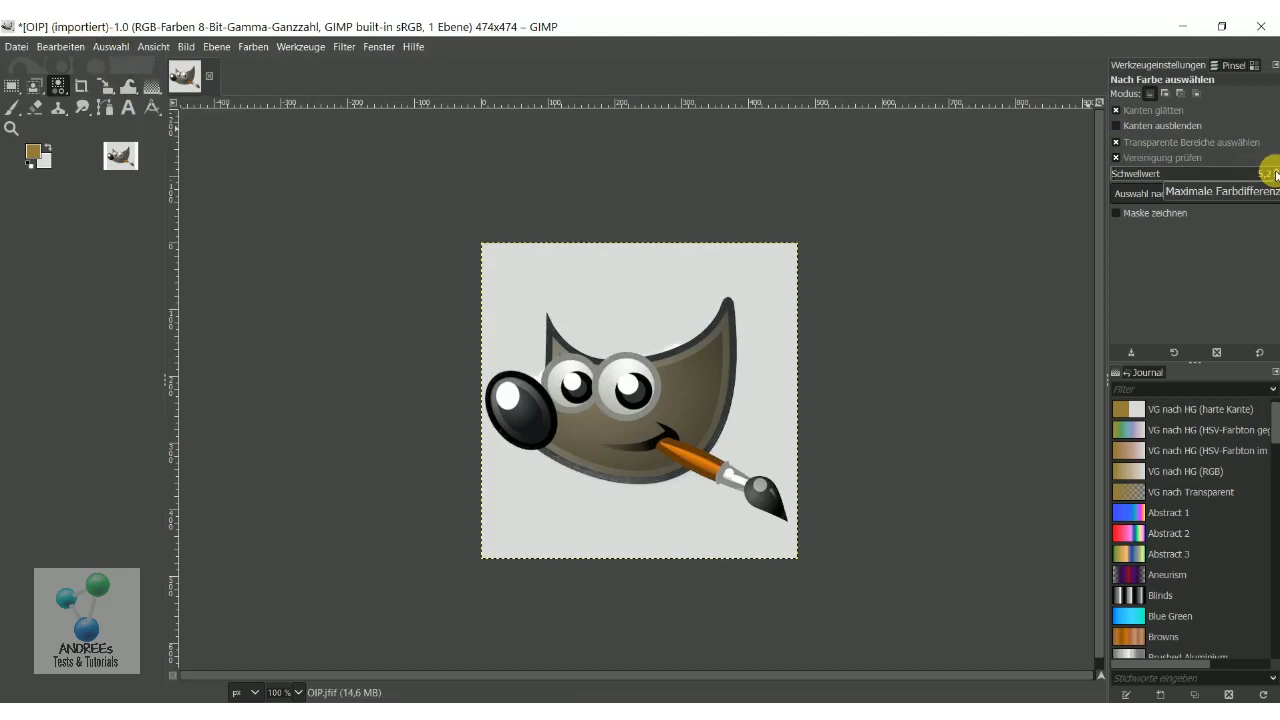 *[OIP] (importiert)-1.0 (RGB-Farben 8-Bit-Gamma-Ganzzahl, GIMP built-in sRGB, 1 Ebene) 474x474 – GIMP
Datei Bearbeiten Auswahl Ansicht Bild Ebene Farben Werkzeuge Filter Fenster Hilfe
Werkzeugeinstellungen Pinsel
Nach Farbe auswählen
Modus:
Kanten glätten
Kanten ausblenden
Transparente Bereiche auswählen
Vereinigung prüfen
Schwellwert 5,2
Auswahl
Maximale Farbdifferenz
Maske zeichnen
Journal
Filter
VG nach HG (harte Kante)
VG nach HG (HSV-Farbton
VG nach HG (HSV-Farbton im
VG nach HG (RGB)
VG nach Transparent
Abstract 1
Abstract 2
Abstract 3
Aneurism
Blinds
Blue Green
Browns
Brushed Aluminium
Stichworte eingeben
ANDREEs
Tests & Tutorials
px 100 % OIP.jfif (14,6 MB)